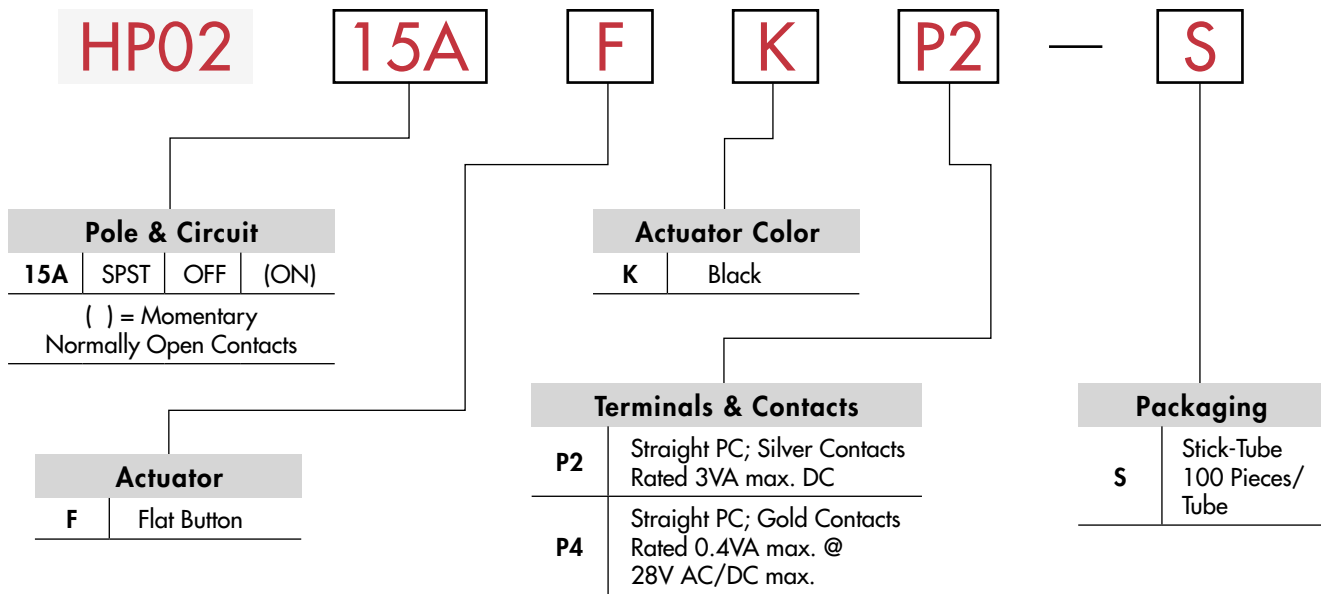 HP02 15A F K P2 — S
Pole & Circuit
15A SPST OFF (ON)
( ) = Momentary
Normally Open Contacts
Actuator
F Flat Button
Actuator Color
K Black
Terminals & Contacts
P2 Straight PC; Silver Contacts
Rated 3VA max. DC
P4 Straight PC; Gold Contacts
Rated 0.4VA max. @
28V AC/DC max.
Packaging
S Stick-Tube
100 Pieces/
Tube